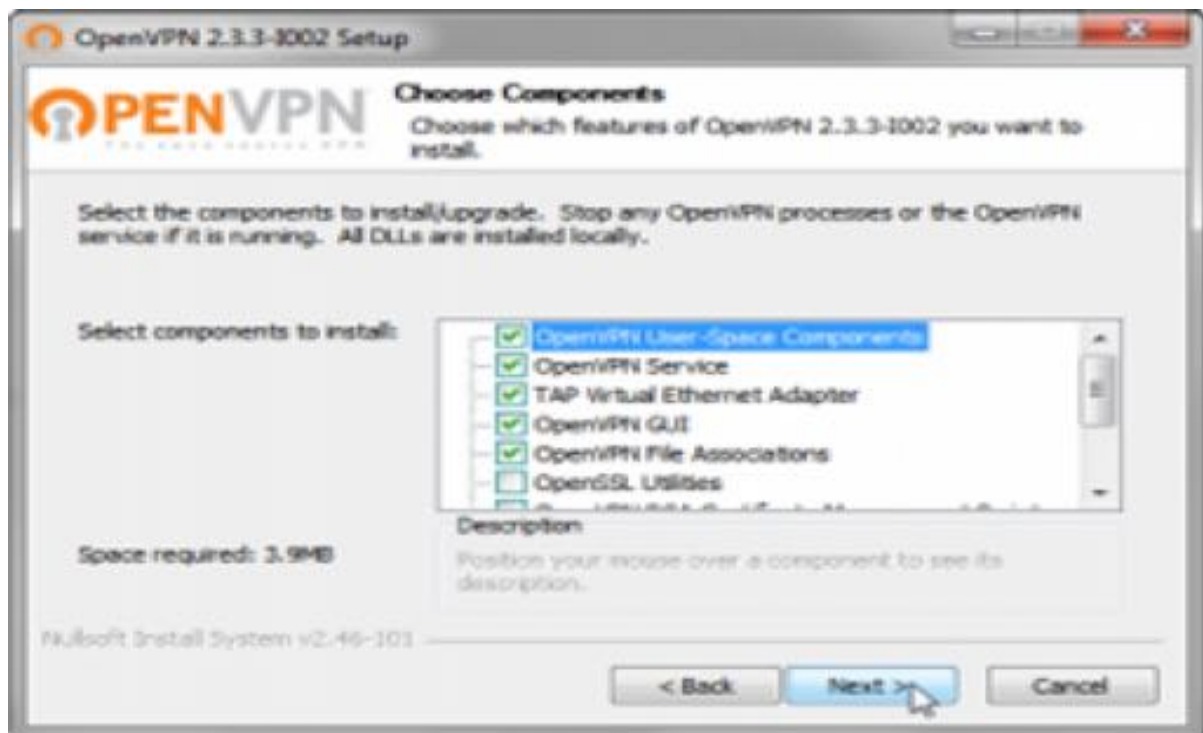 OpenVPN 2.3.3-I002 Setup
OPENVPN
Choose Components
Choose which features of OpenVPN 2.3.3-I002 you want to
install.
Select the components to install/upgrade. Stop any OpenVPN processes or the OpenVPN
service if it is running. All DLLs are installed locally.
Select components to install:
OpenVPN User-Space Components
OpenVPN Service
TAP Virtual Ethernet Adapter
OpenVPN GUI
OpenVPN File Associations
OpenSSL Utilities
Description
Space required: 3.9MB
Position your mouse over a component to see its
description.
Nullsoft Install System v2.46-101
< Back
Next >
Cancel